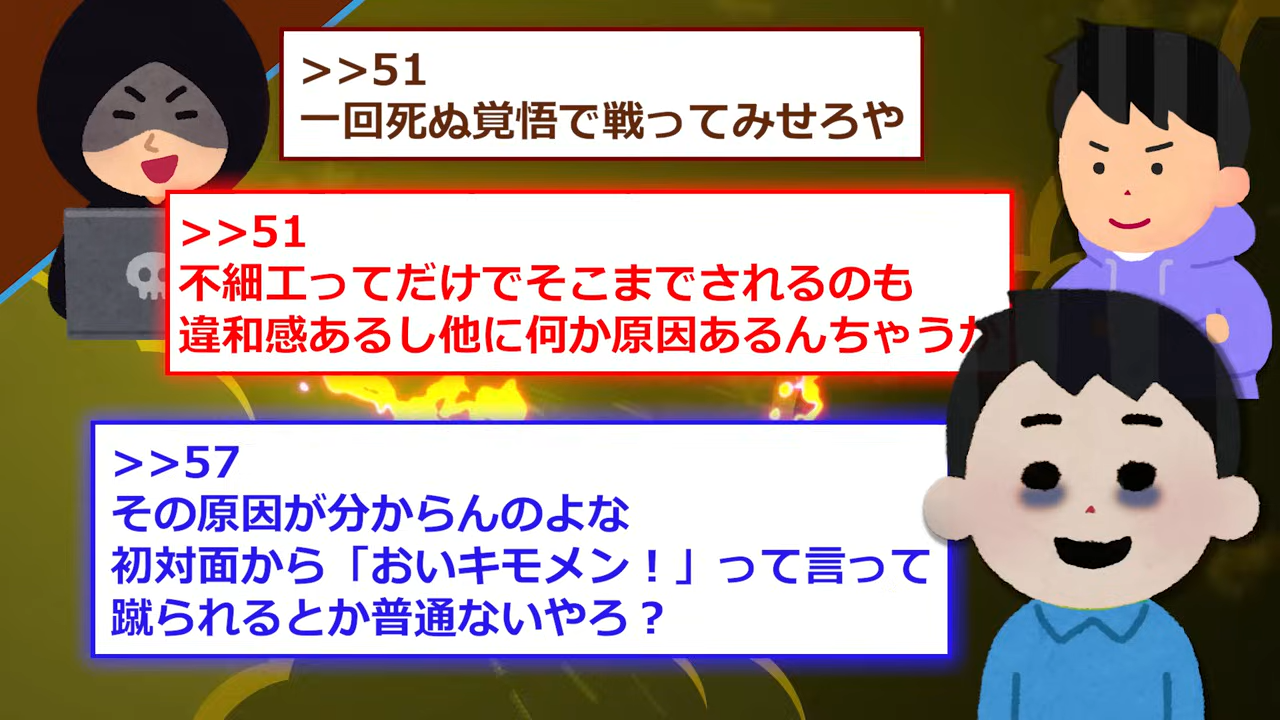 >>51
一回死ぬ覚悟で戦ってみせろや
>>51
不細工ってだけでそこまでされるのも
違和感あるし他に何か原因あるんちゃうか
>>57
その原因が分からんのよな
初対面から「おいキモメン！」って言って
蹴られるとか普通ないやろ？